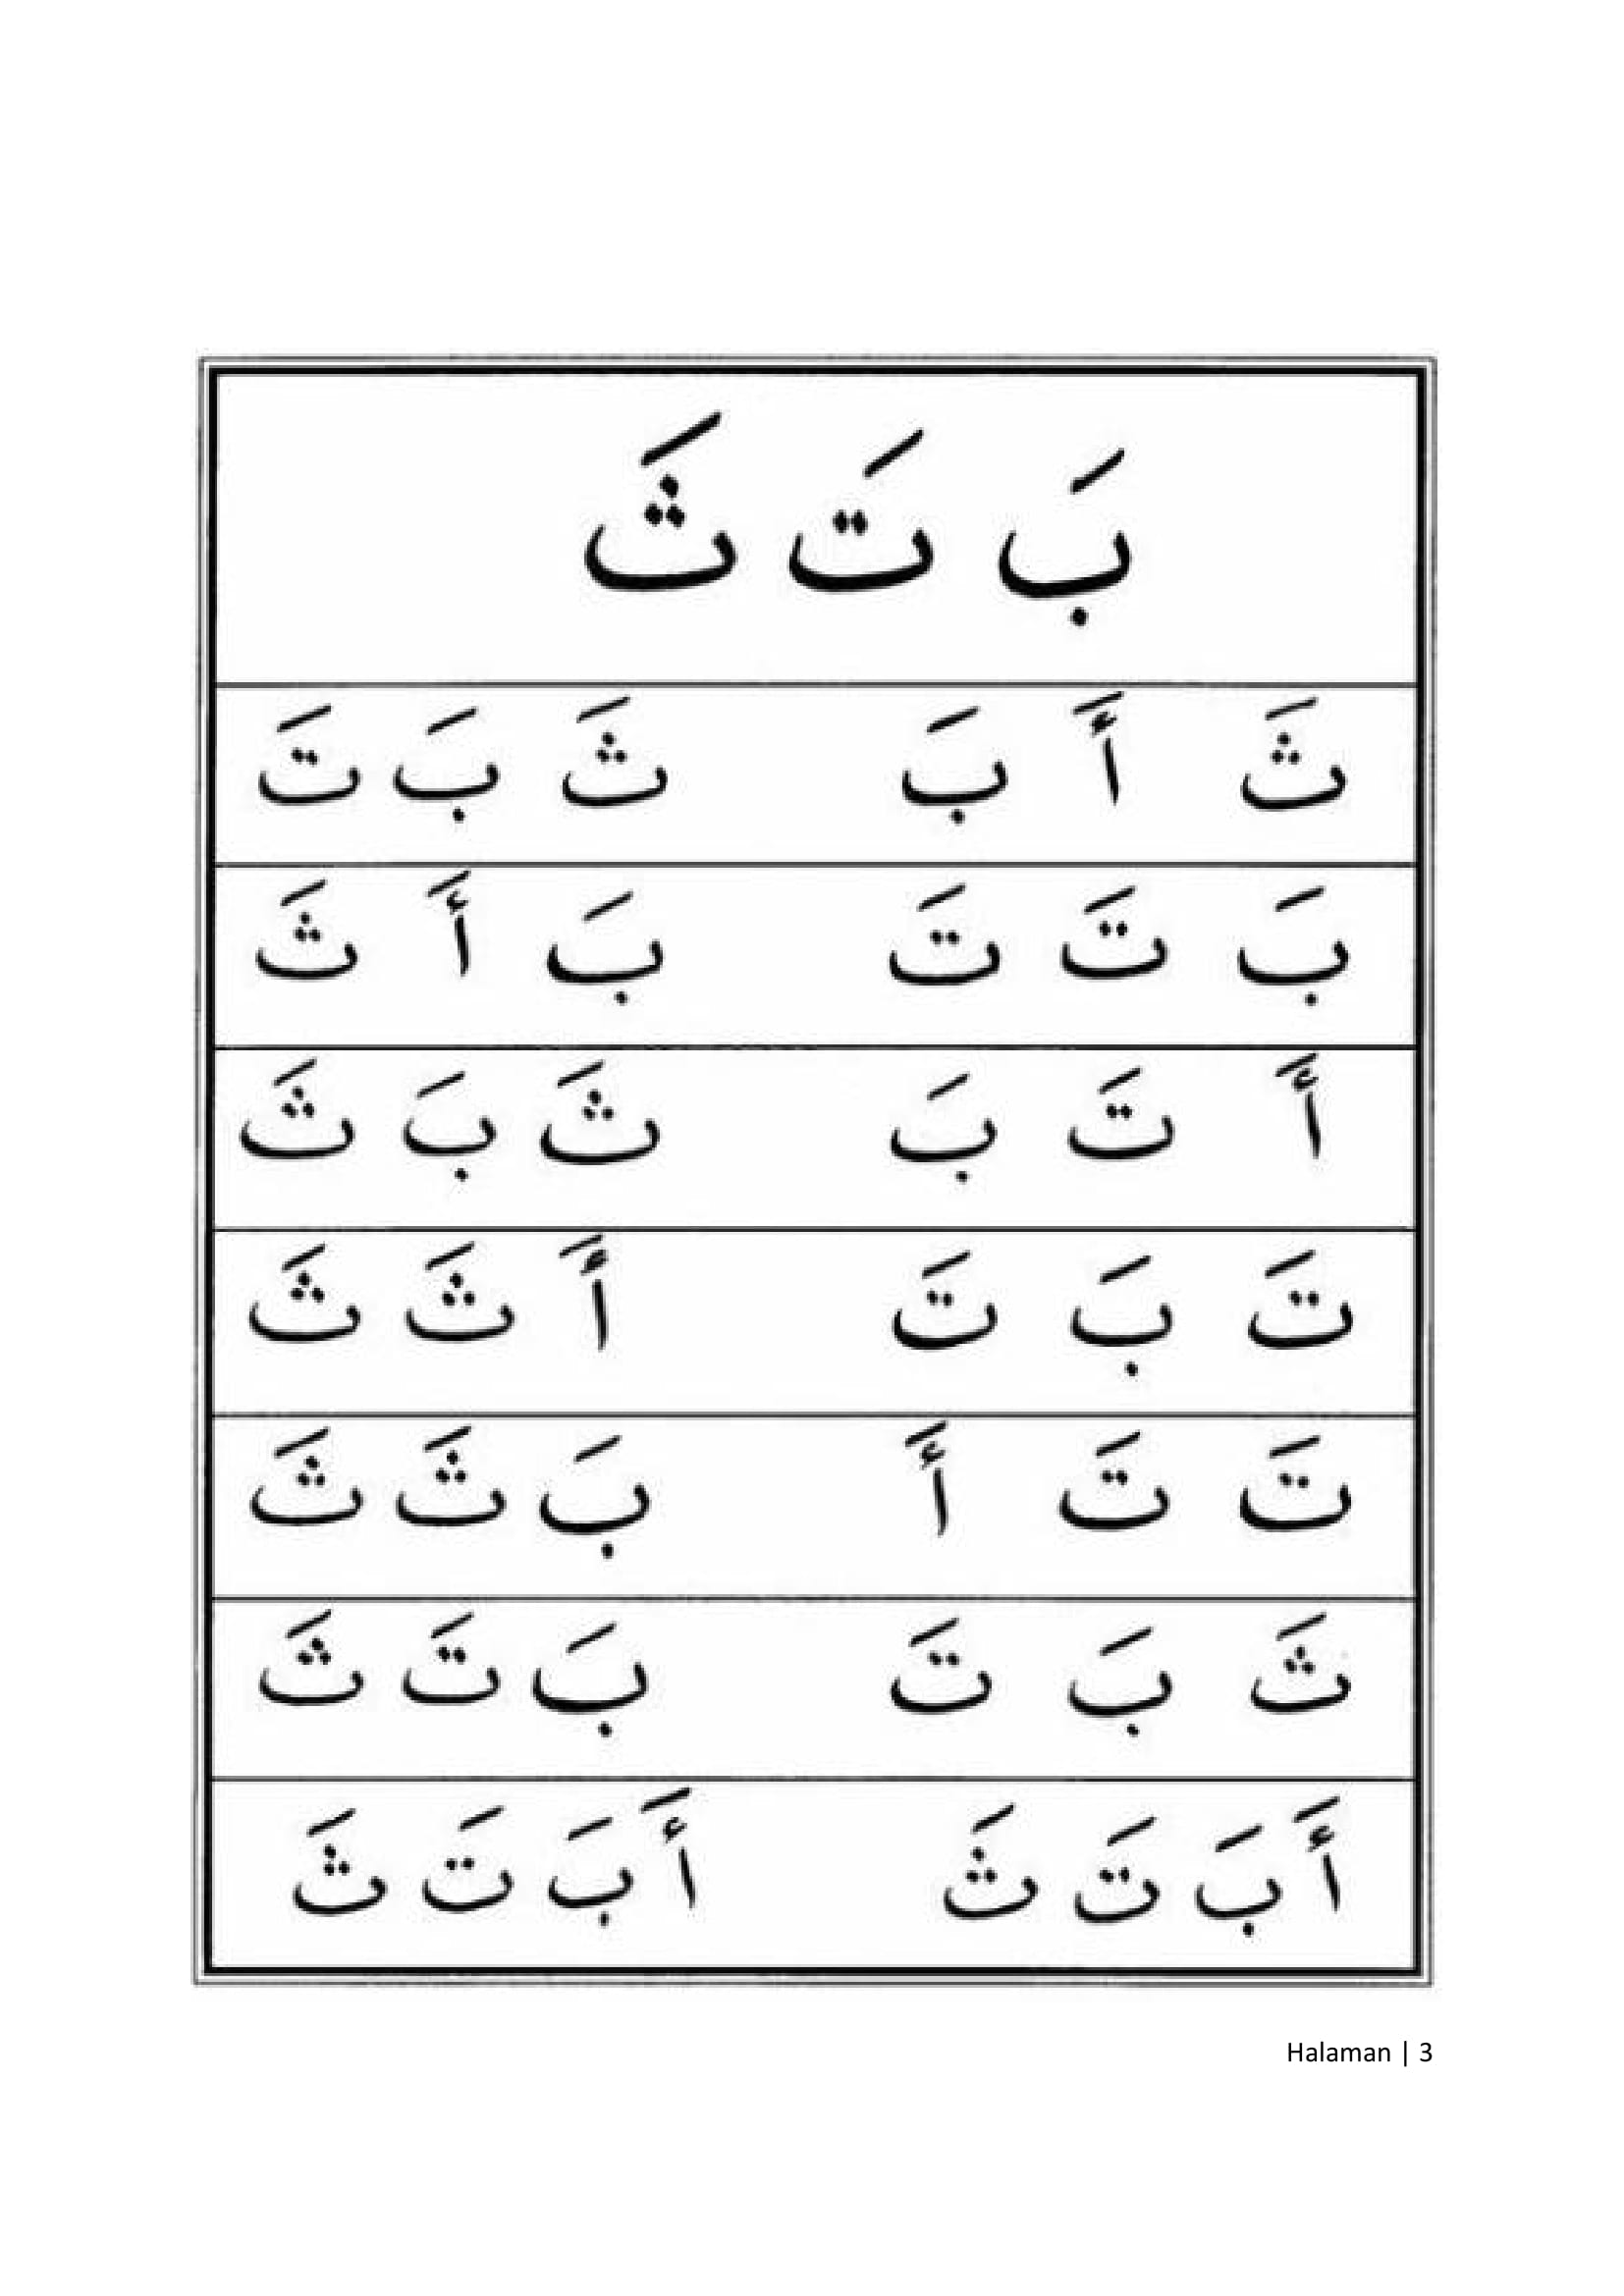 بَ تَ ثَ
ثَ أَ بَ ثَ بَ تَ
بَ تَ تَ بَ أَ ثَ
أَ تَ بَ ثَ بَ ثَ
تَ بَ تَ أَ ثَ ثَ
تَ تَ أَ بَ ثَ ثَ
ثَ بَ تَ بَ تَ ثَ
أَ بَ تَ ثَ أَ بَ تَ ثَ
Halaman | 3